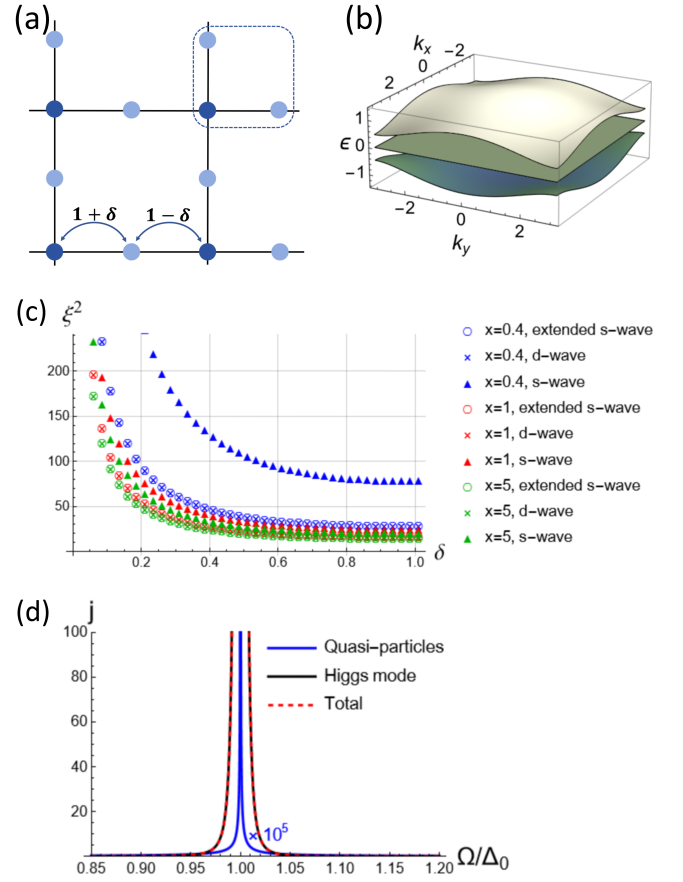 (a)
1+δ
1−δ
(b)
k_x
−2
0
2
1
ϵ 0
−1
−2
0
2
k_y
(c)
ξ²
200
150
100
50
0.2
0.4
0.6
0.8
1.0
δ
x=0.4, extended s−wave
x=0.4, d−wave
x=0.4, s−wave
x=1, extended s−wave
x=1, d−wave
x=1, s−wave
x=5, extended s−wave
x=5, d−wave
x=5, s−wave
(d)
j
100
80
60
40
20
Quasi−particles
Higgs mode
Total
× 10⁵
0.85 0.90 0.95 1.00 1.05 1.10 1.15 1.20
Ω/Δ₀